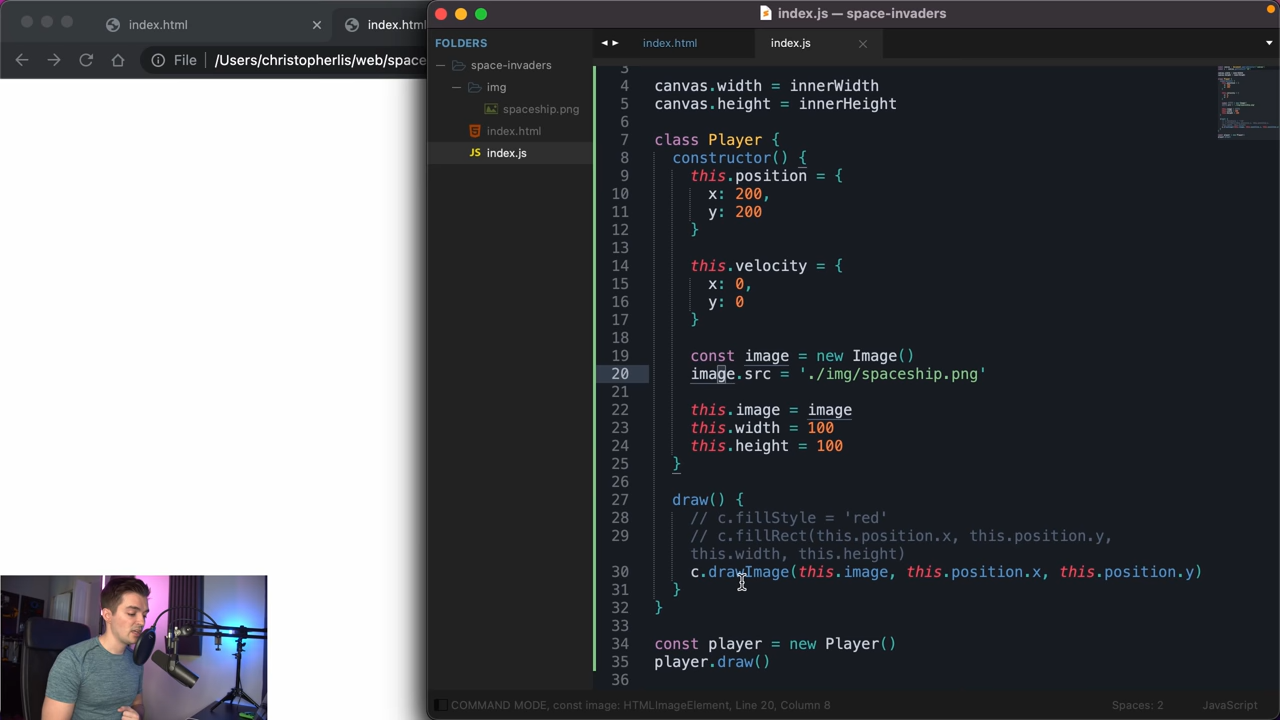 index.html
index.html
File
/Users/christopherlis/web/space
index.js — space-invaders
FOLDERS
space-invaders
img
spaceship.png
index.html
JS index.js
index.html
index.js
3
4 canvas.width = innerWidth
5 canvas.height = innerHeight
6
7 class Player {
8 constructor() {
9 this.position = {
10 x: 200,
11 y: 200
12 }
13
14 this.velocity = {
15 x: 0,
16 y: 0
17 }
18
19 const image = new Image()
20 image.src = './img/spaceship.png'
21
22 this.image = image
23 this.width = 100
24 this.height = 100
25 }
26
27 draw() {
28 // c.fillStyle = 'red'
29 // c.fillRect(this.position.x, this.position.y,
this.width, this.height)
30 c.drawImage(this.image, this.position.x, this.position.y)
31 }
32 }
33
34 const player = new Player()
35 player.draw()
36
COMMAND MODE, const image: HTMLImageElement, Line 20, Column 8
Spaces: 2
JavaScript